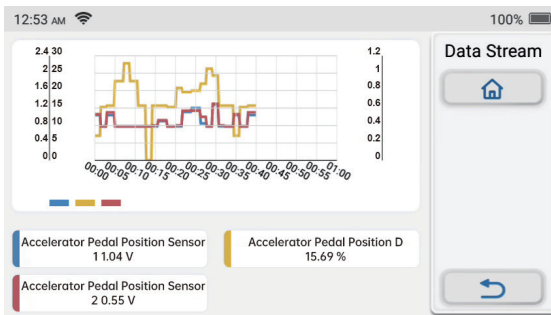 12:53 AM
100%
Data Stream
2.4 30
2 25
1.6 20
1.2 15
0.8 10
0.4 5
0 0
1.2
1
0.8
0.6
0.4
0.2
0
00:00 00:05 00:10 00:15 00:20 00:25 00:30 00:35 00:40 00:45 00:50 00:55 01:00
Accelerator Pedal Position Sensor
1 1.04 V
Accelerator Pedal Position D
15.69 %
Accelerator Pedal Position Sensor
2 0.55 V